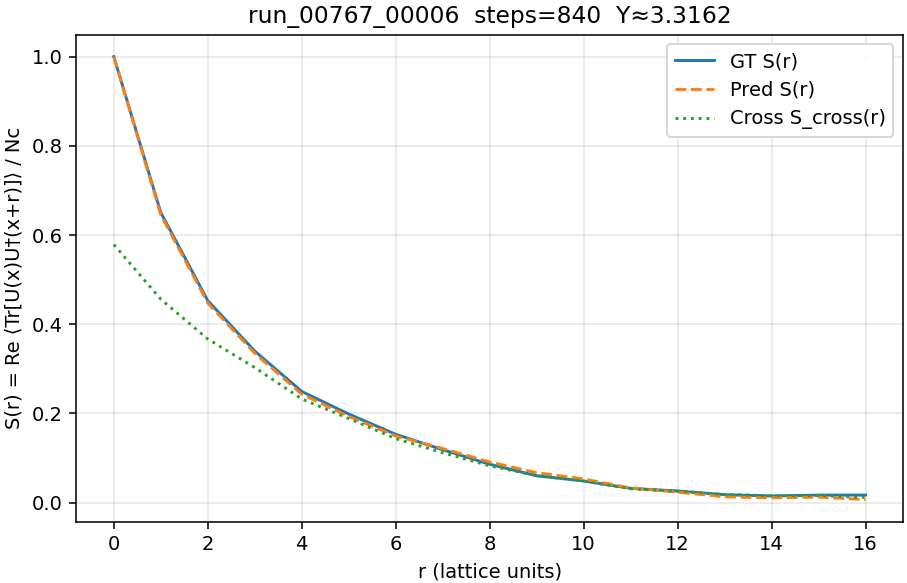 run_00767_00006  steps=840  Y≈3.3162
GT S(r)
Pred S(r)
Cross S_cross(r)
S(r) = Re ⟨Tr[U(x)U†(x+r)]⟩ / Nc
1.0
0.8
0.6
0.4
0.2
0.0
0 2 4 6 8 10 12 14 16
r (lattice units)